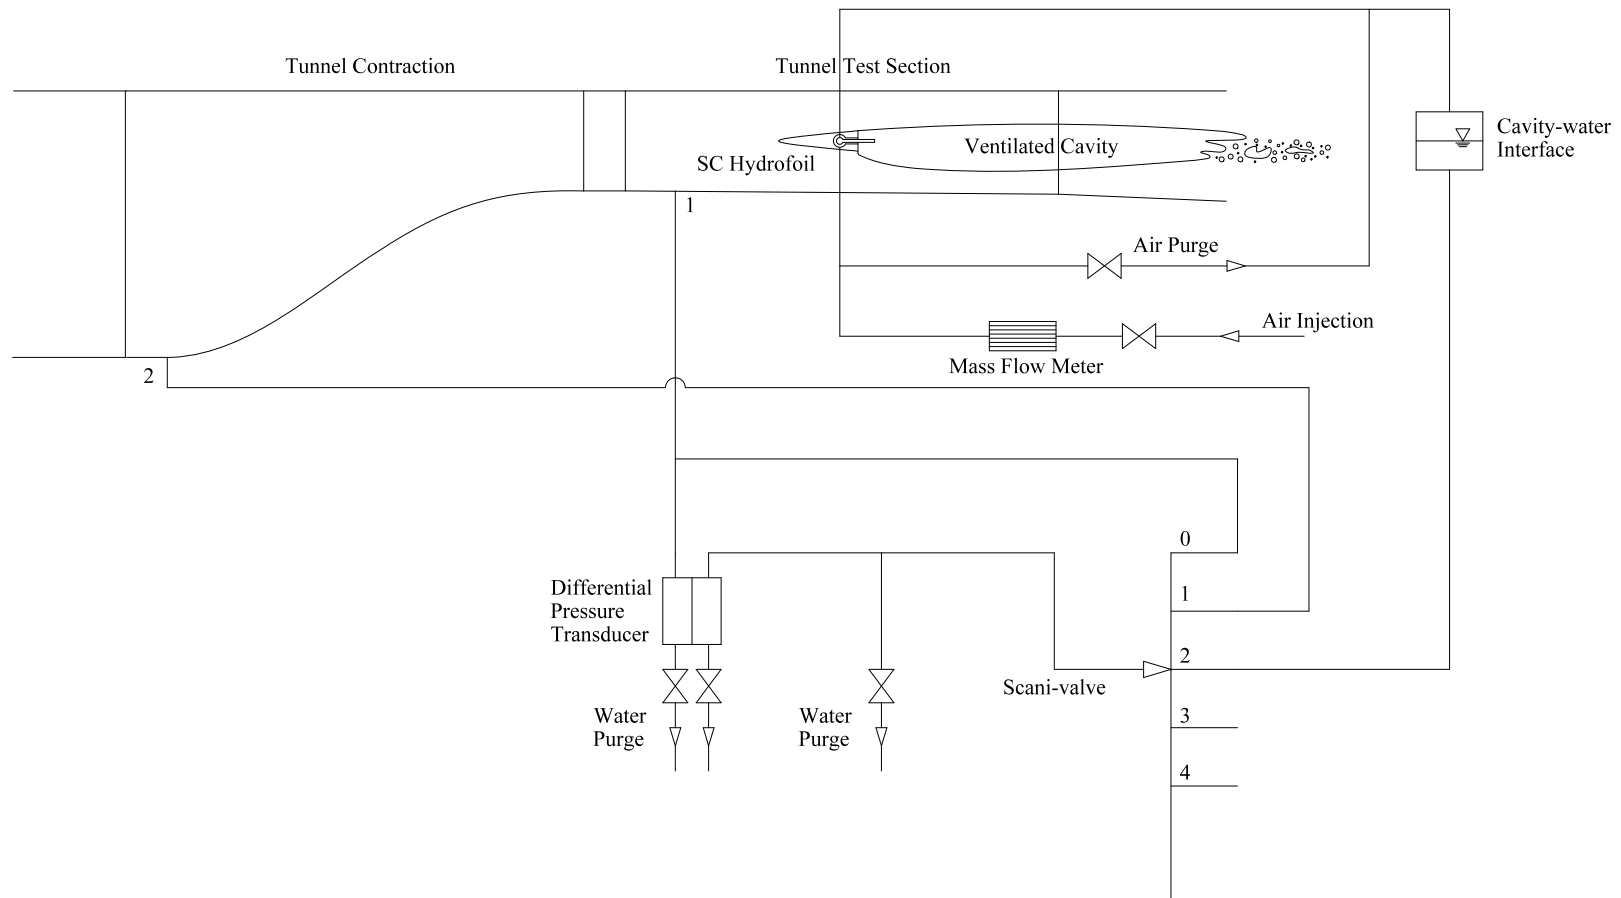 Tunnel Contraction
Tunnel Test Section
Cavity-water
Interface
Ventilated Cavity
SC Hydrofoil
1
Air Purge
Air Injection
Mass Flow Meter
2
0
Differential
Pressure
Transducer
1
2
Scani-valve
Water
Purge
Water
Purge
3
4